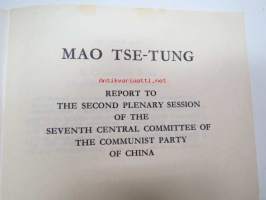 MAO TSE-TUNG
REPORT TO
THE SECOND PLENARY SESSION
OF THE
SEVENTH CENTRAL COMMITTEE OF
THE COMMUNIST PARTY
OF CHINA
Antikvariaatti.net